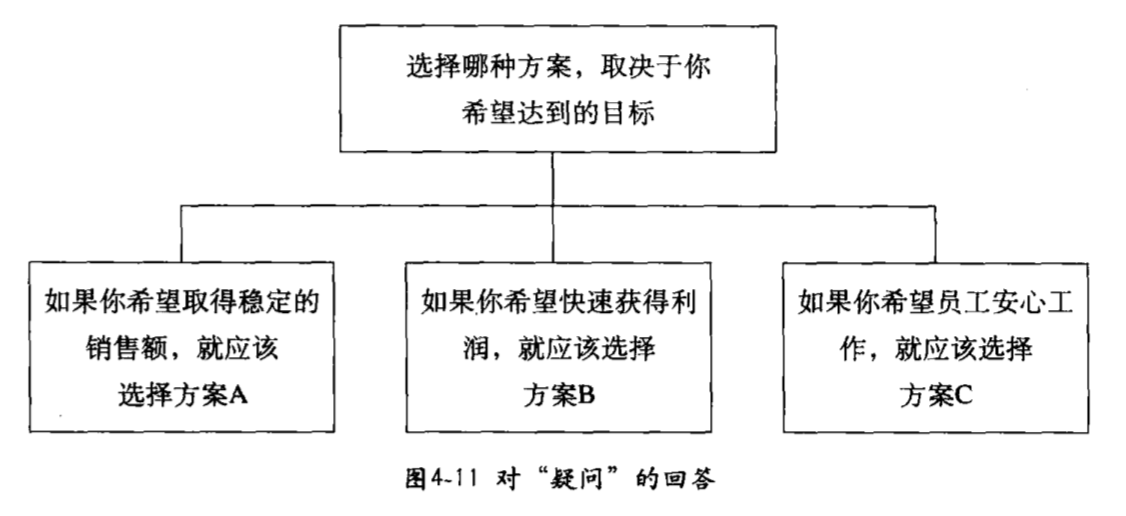 选择哪种方案，取决于你
希望达到的目标
如果你希望取得稳定的
销售额，就应该
选择方案A
如果你希望快速获得利
润，就应该选择
方案B
如果你希望员工安心工
作，就应该选择
方案C
图4-11 对“疑问”的回答